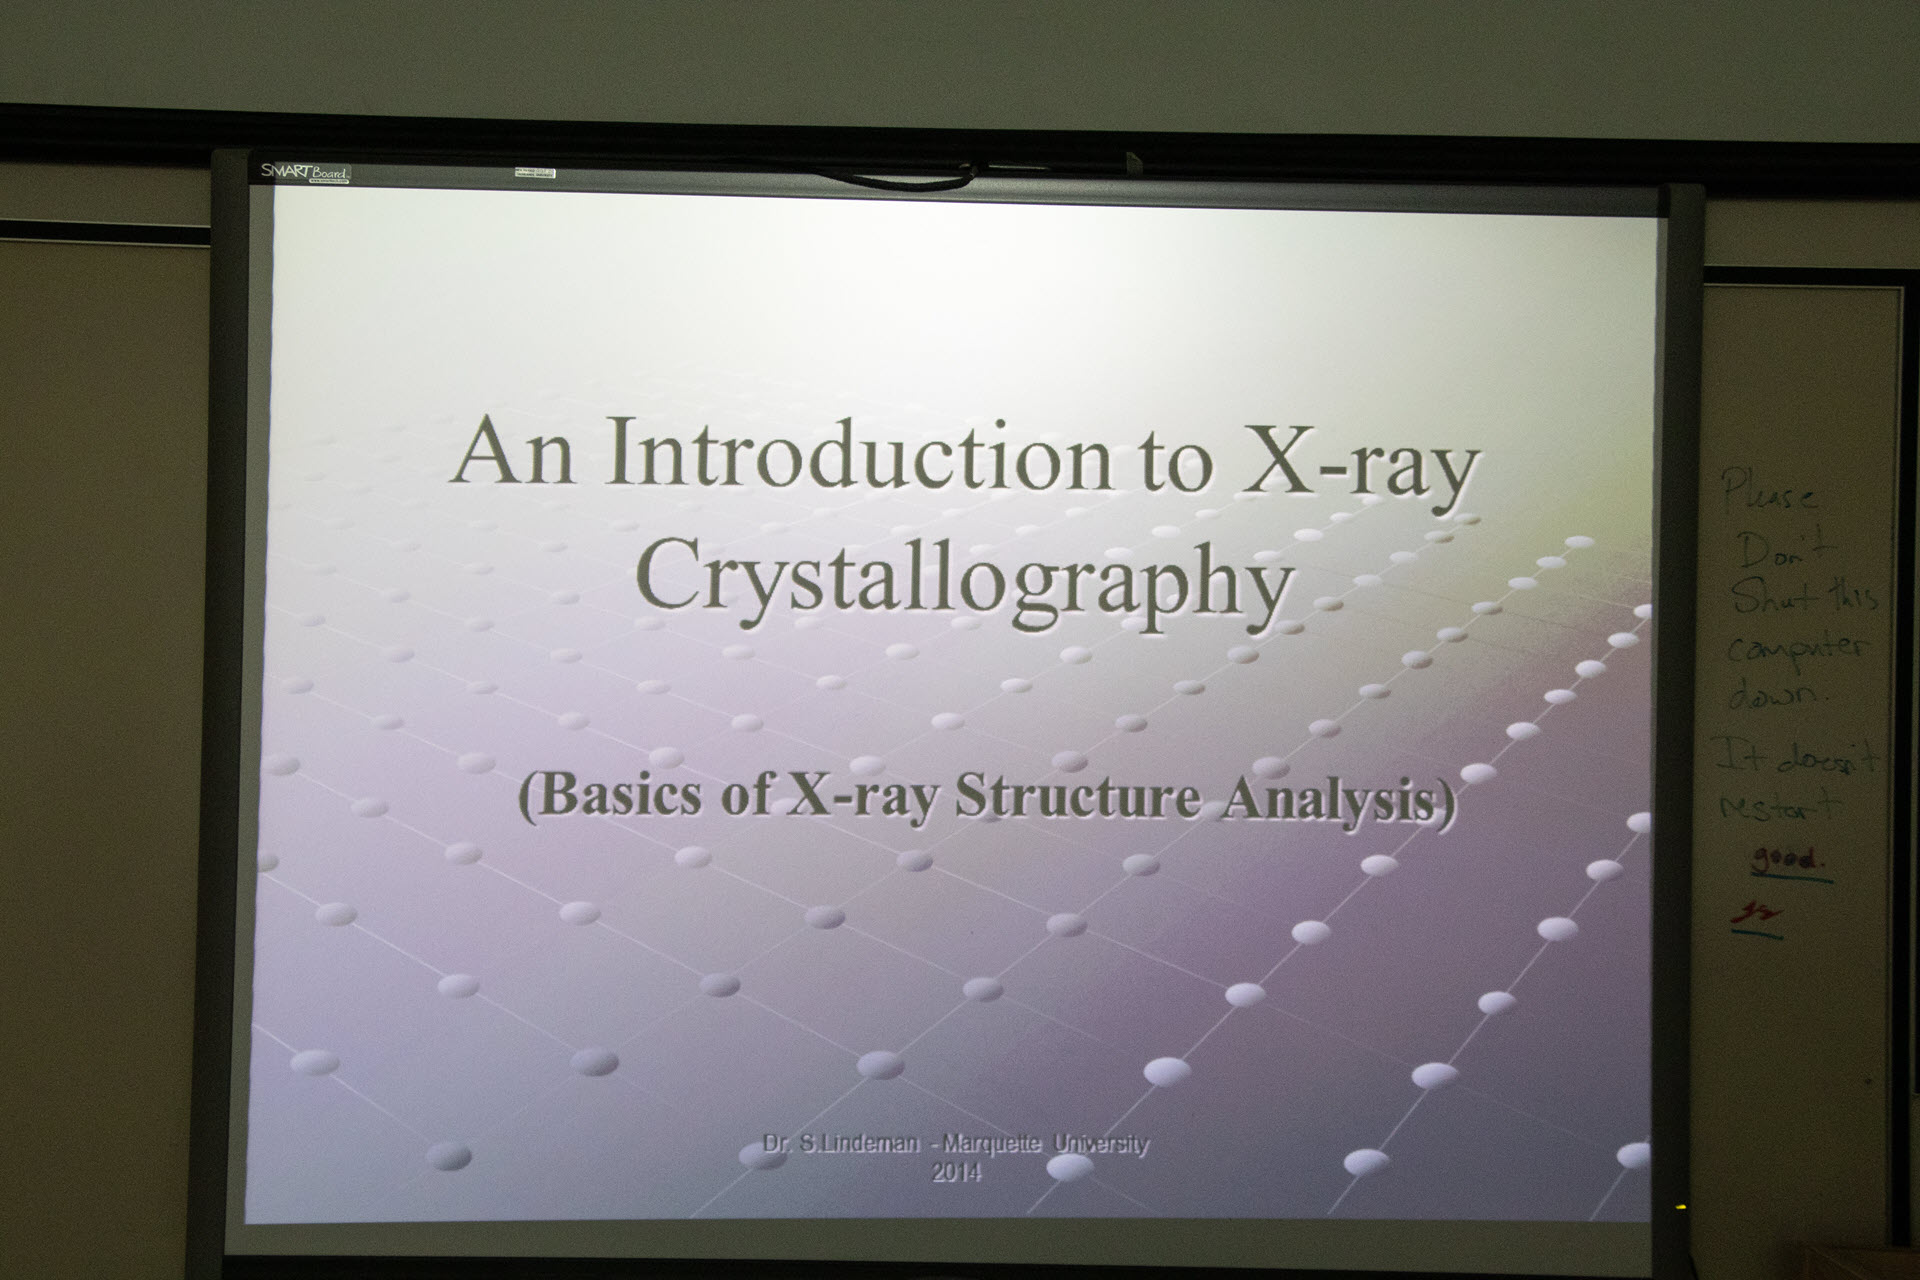 SMART Board
An Introduction to X-ray
Crystallography
(Basics of X-ray Structure Analysis)
Dr. S.Lindeman - Marquette University
2014
Please
Don't
Shut this
computer
down.
It doesn't
restart
good.